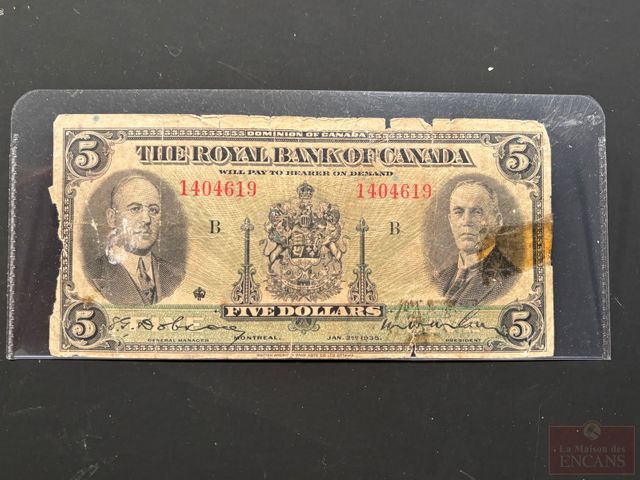 DOMINION OF CANADA
5 THE ROYAL BANK OF CANADA 5
WILL PAY TO BEARER ON DEMAND
1404619 1404619
B B
FIVE DOLLARS
5 5
GENERAL MANAGER MONTREAL, JAN. 2ND 1935. PRESIDENT
La Maison des
ENCANS